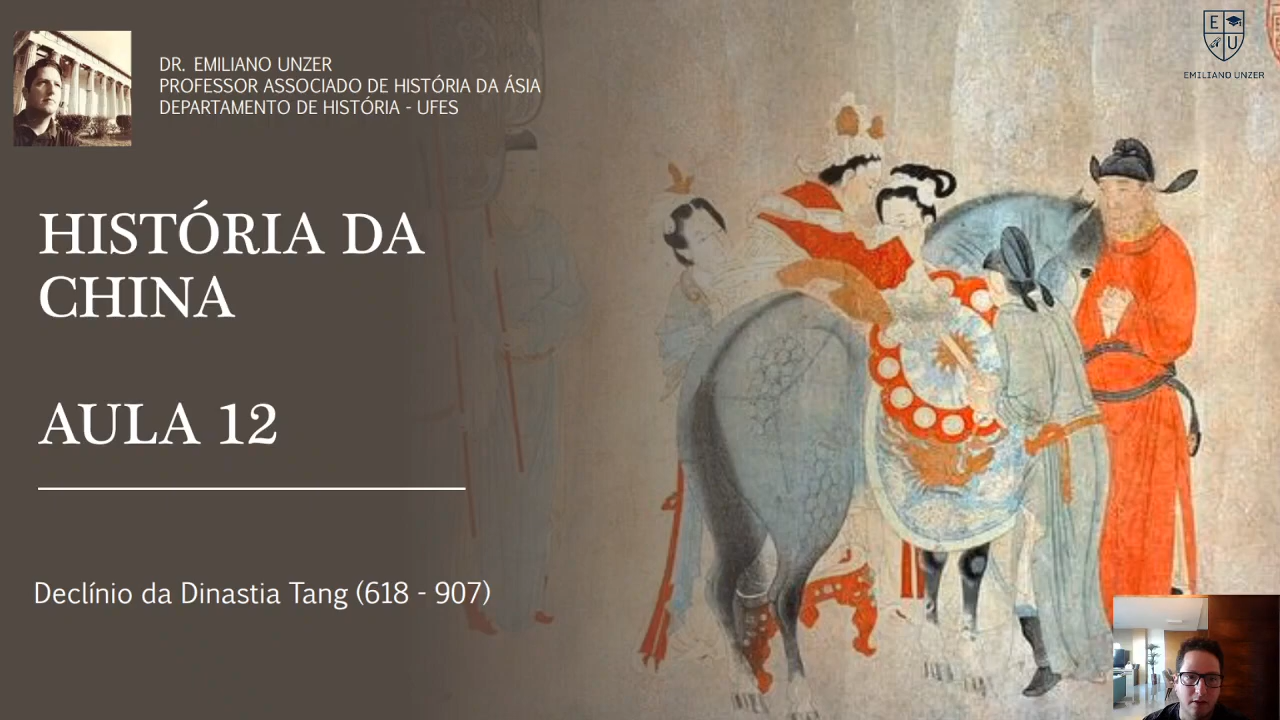 DR. EMILIANO UNZER
PROFESSOR ASSOCIADO DE HISTÓRIA DA ÁSIA
DEPARTAMENTO DE HISTÓRIA - UFES
E
U
EMILIANO UNZER
HISTÓRIA DA
CHINA
AULA 12
Declínio da Dinastia Tang (618 - 907)